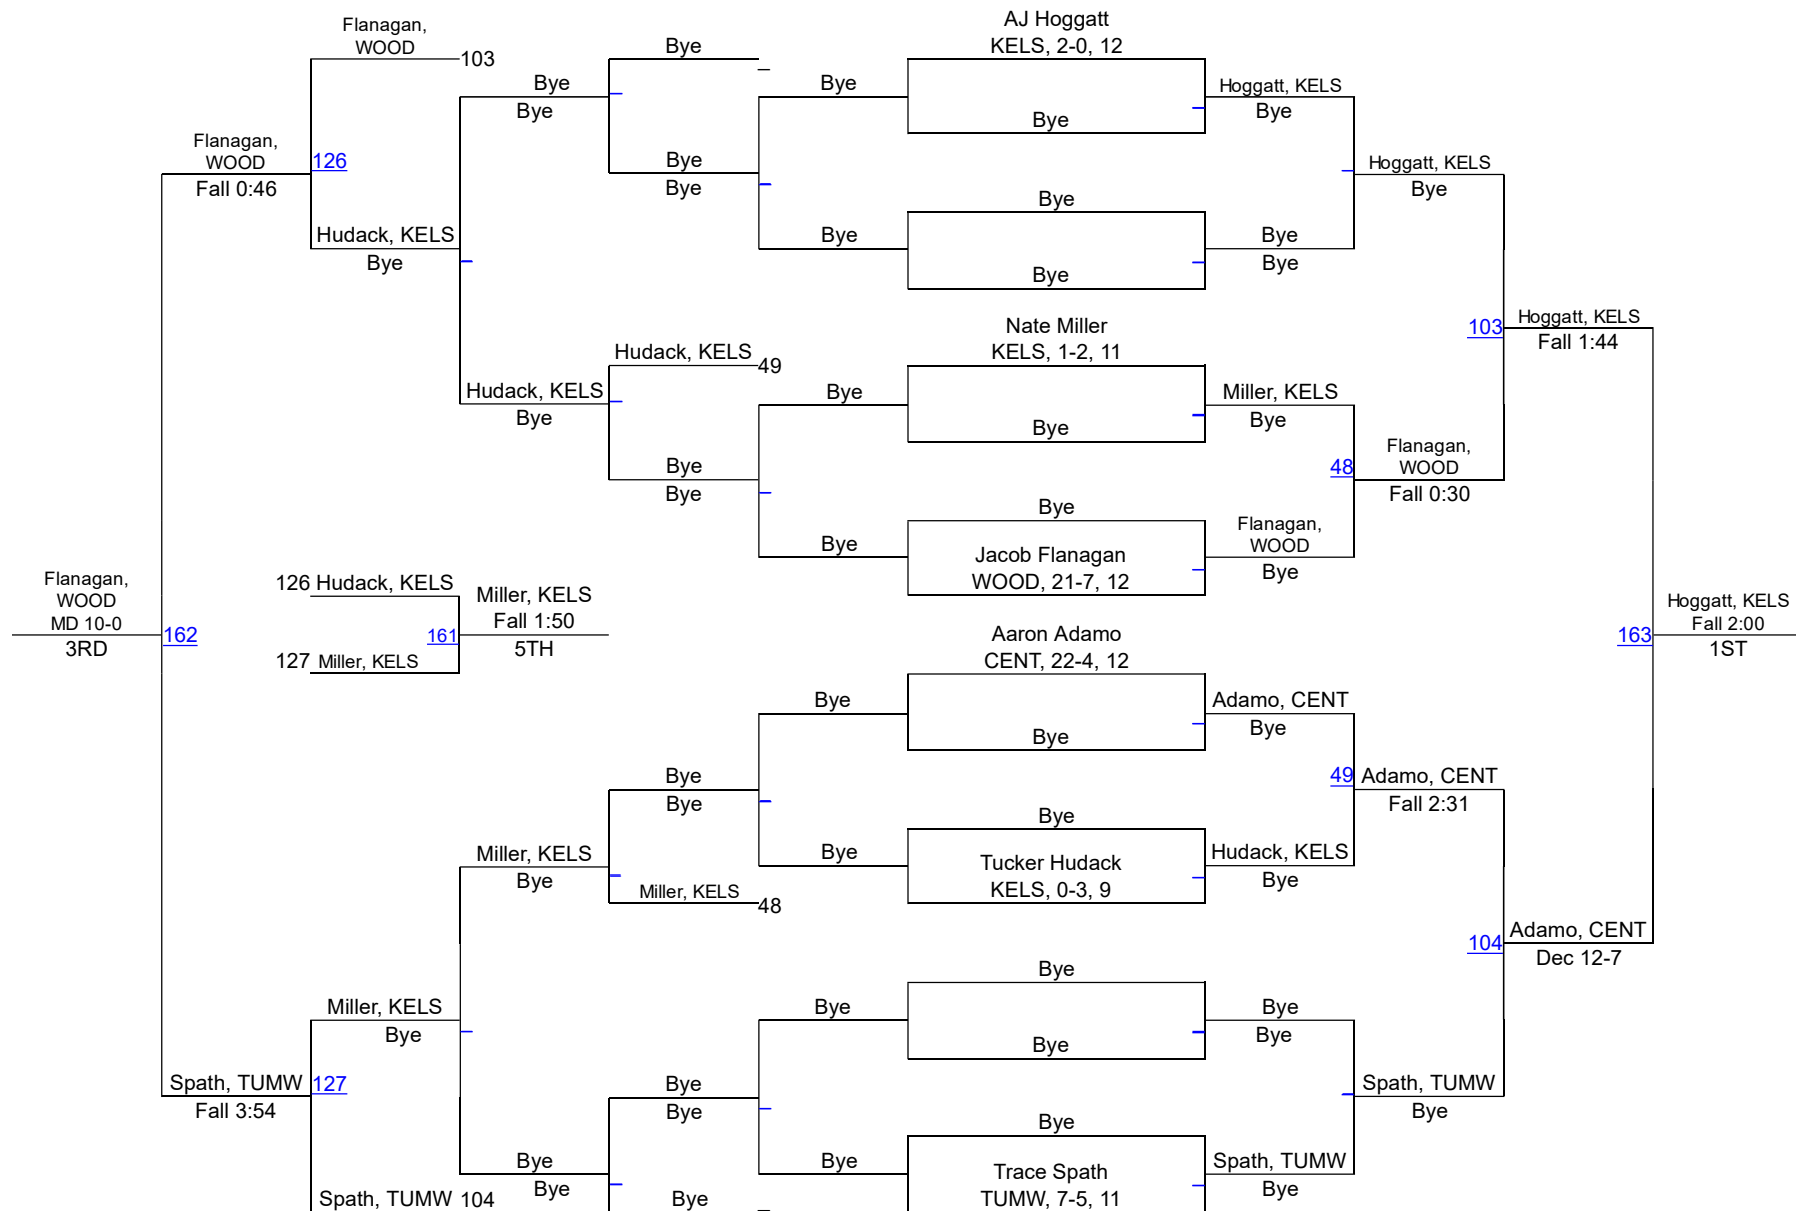 AJ Hoggatt
KELS, 2-0, 12
Flanagan,
WOOD
103
Bye
Bye
Bye
Bye
Hoggatt, KELS
Bye
Bye
Flanagan,
WOOD
Fall 0:46
126
Bye
Bye
Hoggatt, KELS
Bye
Bye
Hudack, KELS
Bye
Bye
Bye
Bye
Bye
Nate Miller
KELS, 1-2, 11
103
Hoggatt, KELS
Fall 1:44
Hudack, KELS
49
Hudack, KELS
Bye
Bye
Miller, KELS
Bye
Bye
Bye
Bye
48
Flanagan,
WOOD
Fall 0:30
Bye
Bye
Jacob Flanagan
WOOD, 21-7, 12
Flanagan,
WOOD
Bye
Flanagan,
WOOD
MD 10-0
3RD
162
126 Hudack, KELS
127 Miller, KELS
161
Miller, KELS
Fall 1:50
5TH
163
Hoggatt, KELS
Fall 2:00
1ST
Aaron Adamo
CENT, 22-4, 12
Bye
Bye
Adamo, CENT
Bye
Bye
Bye
49
Adamo, CENT
Fall 2:31
Bye
Miller, KELS
Bye
Bye
Tucker Hudack
KELS, 0-3, 9
Hudack, KELS
Bye
Miller, KELS
48
104
Adamo, CENT
Dec 12-7
Bye
Miller, KELS
Bye
Bye
Bye
Bye
Bye
Spath, TUMW
Fall 3:54
127
Bye
Bye
Spath, TUMW
Bye
Bye
Bye
Bye
Bye
Trace Spath
TUMW, 7-5, 11
Spath, TUMW
Bye
Spath, TUMW 104
Bye